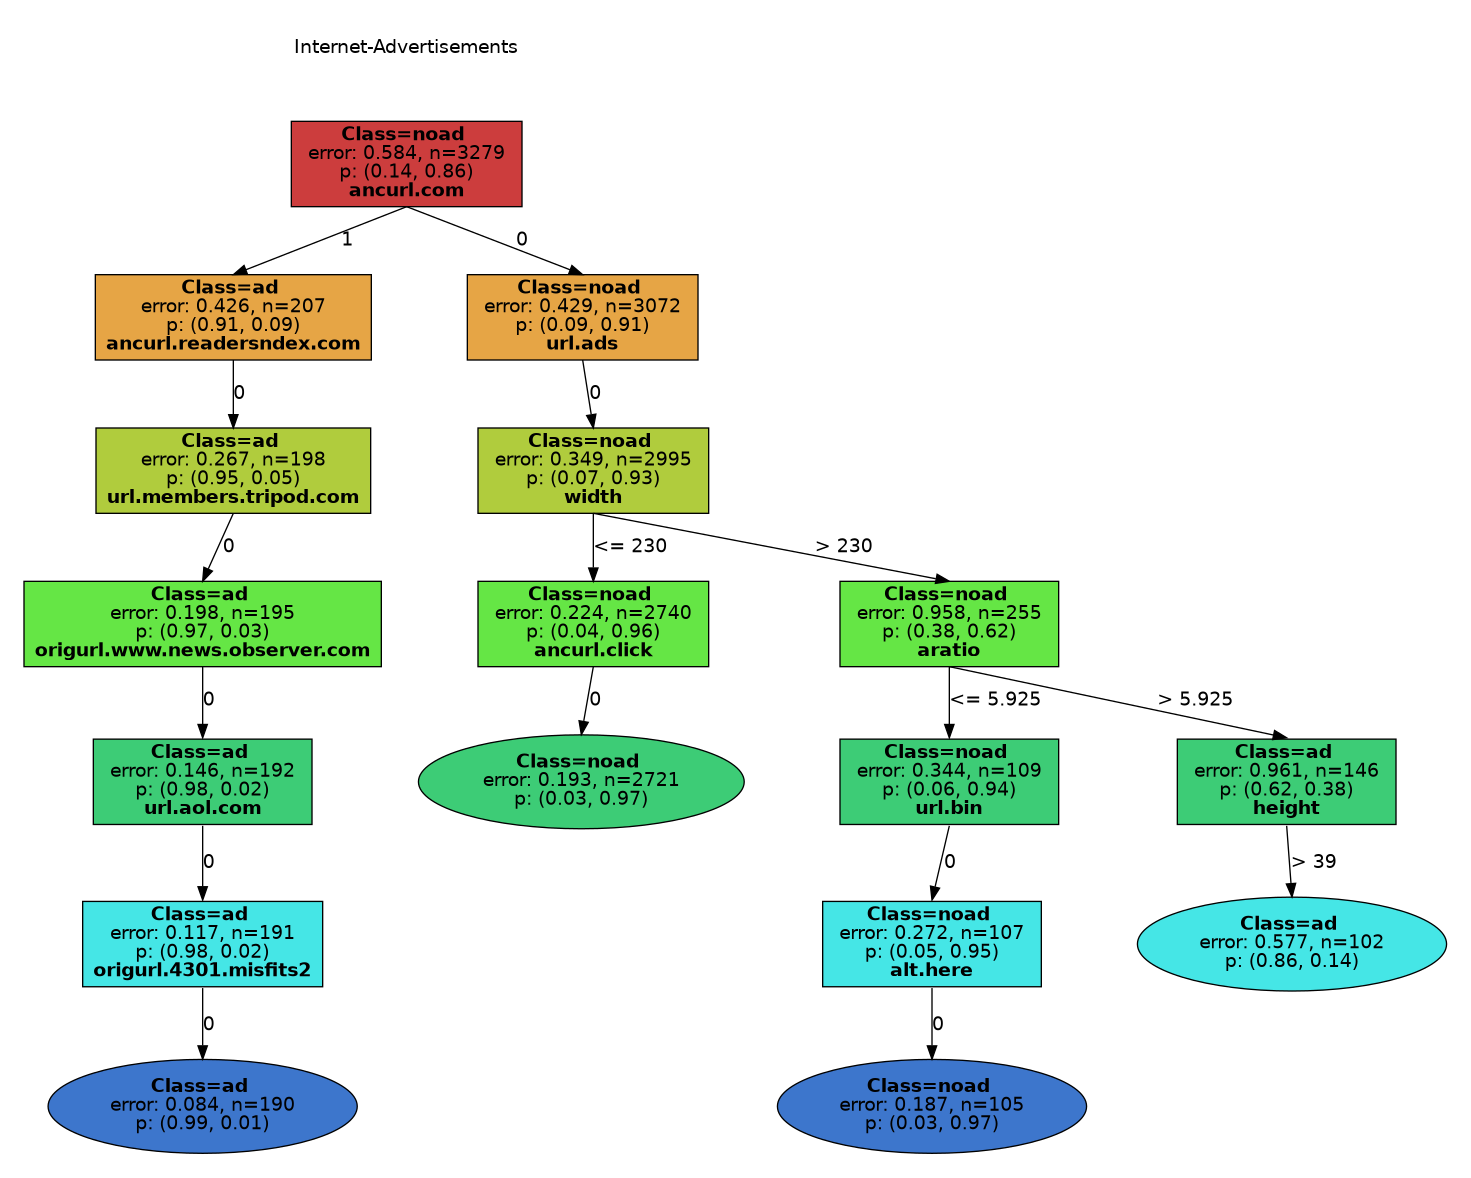 Internet-Advertisements
Class=noad
error: 0.584, n=3279
p: (0.14, 0.86)
ancurl.com
1
0
Class=ad
error: 0.426, n=207
p: (0.91, 0.09)
ancurl.readersndex.com
Class=noad
error: 0.429, n=3072
p: (0.09, 0.91)
url.ads
0
0
Class=ad
error: 0.267, n=198
p: (0.95, 0.05)
url.members.tripod.com
Class=noad
error: 0.349, n=2995
p: (0.07, 0.93)
width
0
<= 230
> 230
Class=ad
error: 0.198, n=195
p: (0.97, 0.03)
origurl.www.news.observer.com
Class=noad
error: 0.224, n=2740
p: (0.04, 0.96)
ancurl.click
Class=noad
error: 0.958, n=255
p: (0.38, 0.62)
aratio
0
0
<= 5.925
> 5.925
Class=ad
error: 0.146, n=192
p: (0.98, 0.02)
url.aol.com
Class=noad
error: 0.193, n=2721
p: (0.03, 0.97)
Class=noad
error: 0.344, n=109
p: (0.06, 0.94)
url.bin
Class=ad
error: 0.961, n=146
p: (0.62, 0.38)
height
0
0
> 39
Class=ad
error: 0.117, n=191
p: (0.98, 0.02)
origurl.4301.misfits2
Class=noad
error: 0.272, n=107
p: (0.05, 0.95)
alt.here
Class=ad
error: 0.577, n=102
p: (0.86, 0.14)
0
0
Class=ad
error: 0.084, n=190
p: (0.99, 0.01)
Class=noad
error: 0.187, n=105
p: (0.03, 0.97)